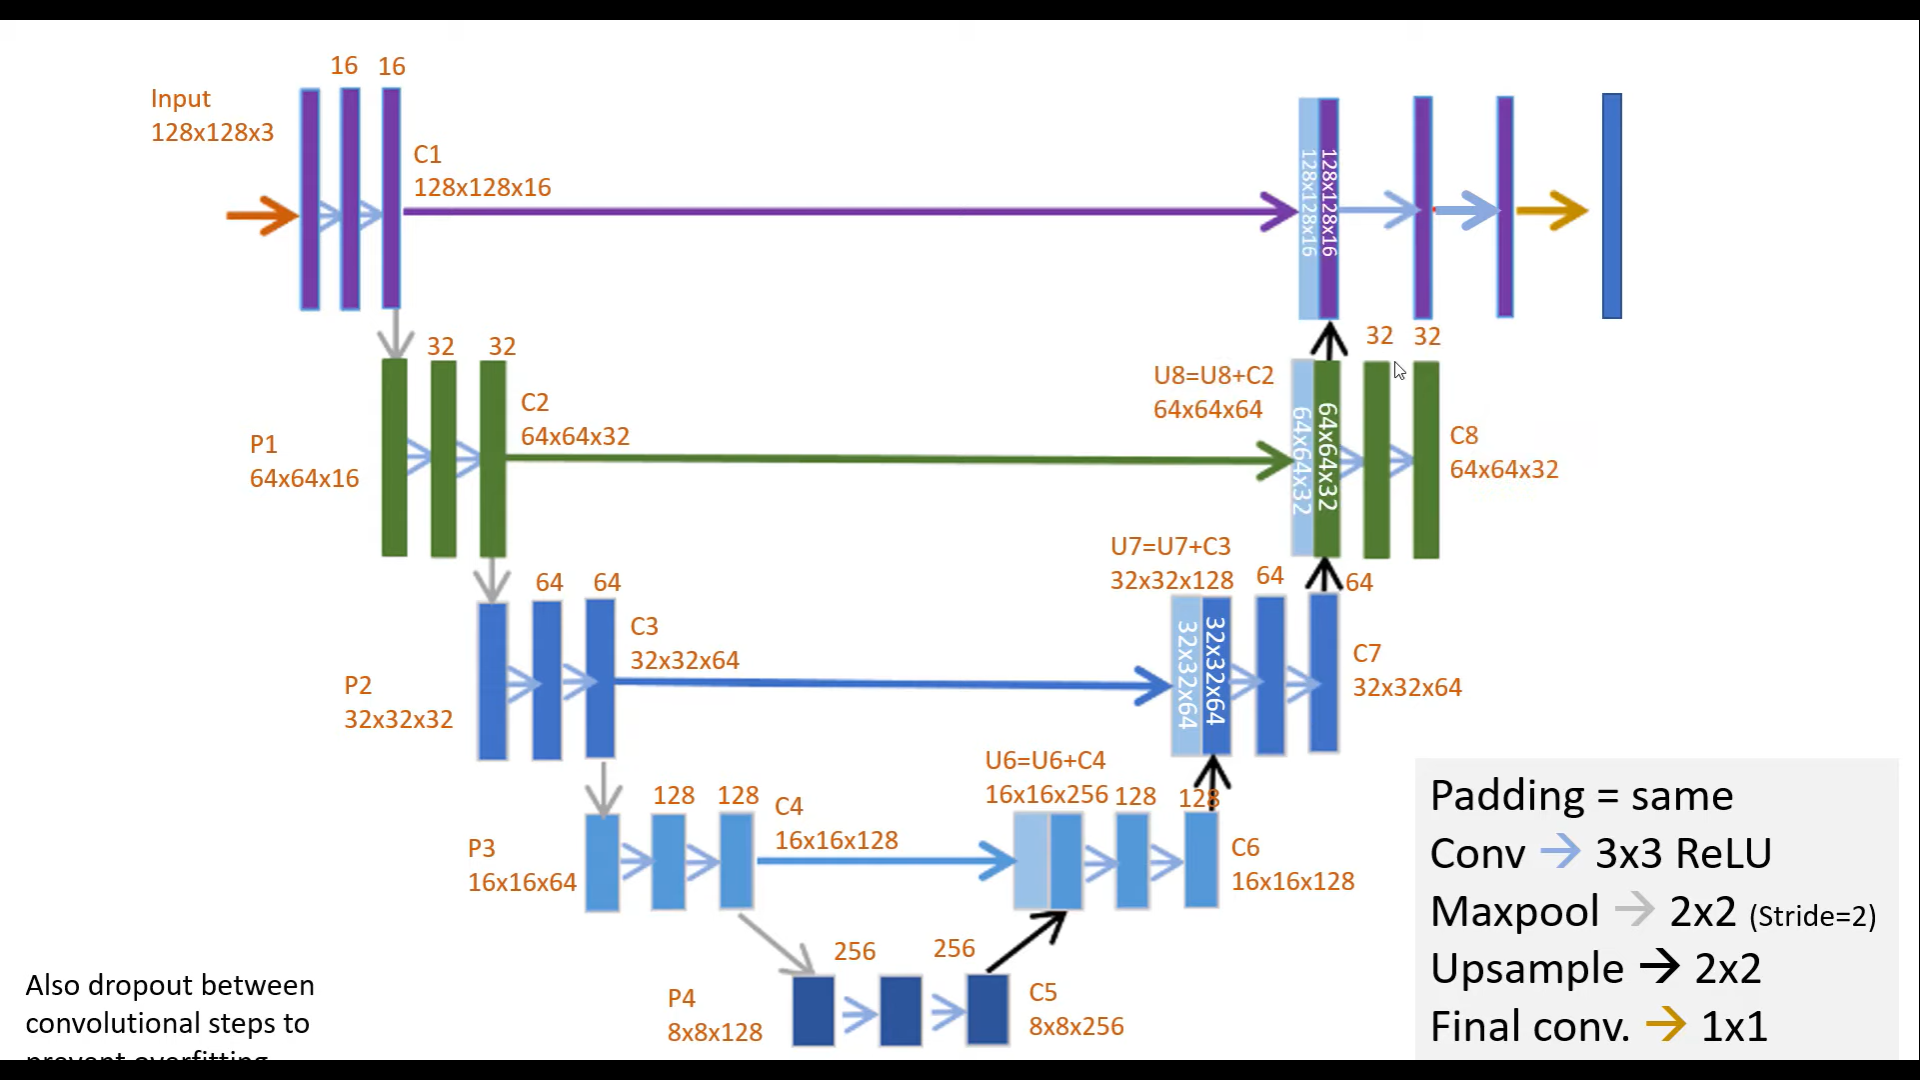 16 16
Input
128x128x3
C1
128x128x16
128x128x16
128x128x16
32 32
C2
64x64x32
P1
64x64x16
U8=U8+C2
64x64x64
64x64x32
64x64x32
32 32
C8
64x64x32
64 64
C3
32x32x64
P2
32x32x32
U7=U7+C3
32x32x128
32x32x64
32x32x64
64
64
C7
32x32x64
128 128
C4
16x16x128
P3
16x16x64
U6=U6+C4
16x16x256
128
128
C6
16x16x128
256 256
P4
8x8x128
C5
8x8x256
Padding = same
Conv → 3x3 ReLU
Maxpool → 2x2 (Stride=2)
Upsample → 2x2
Final conv. → 1x1
Also dropout between
convolutional steps to
prevent overfitting